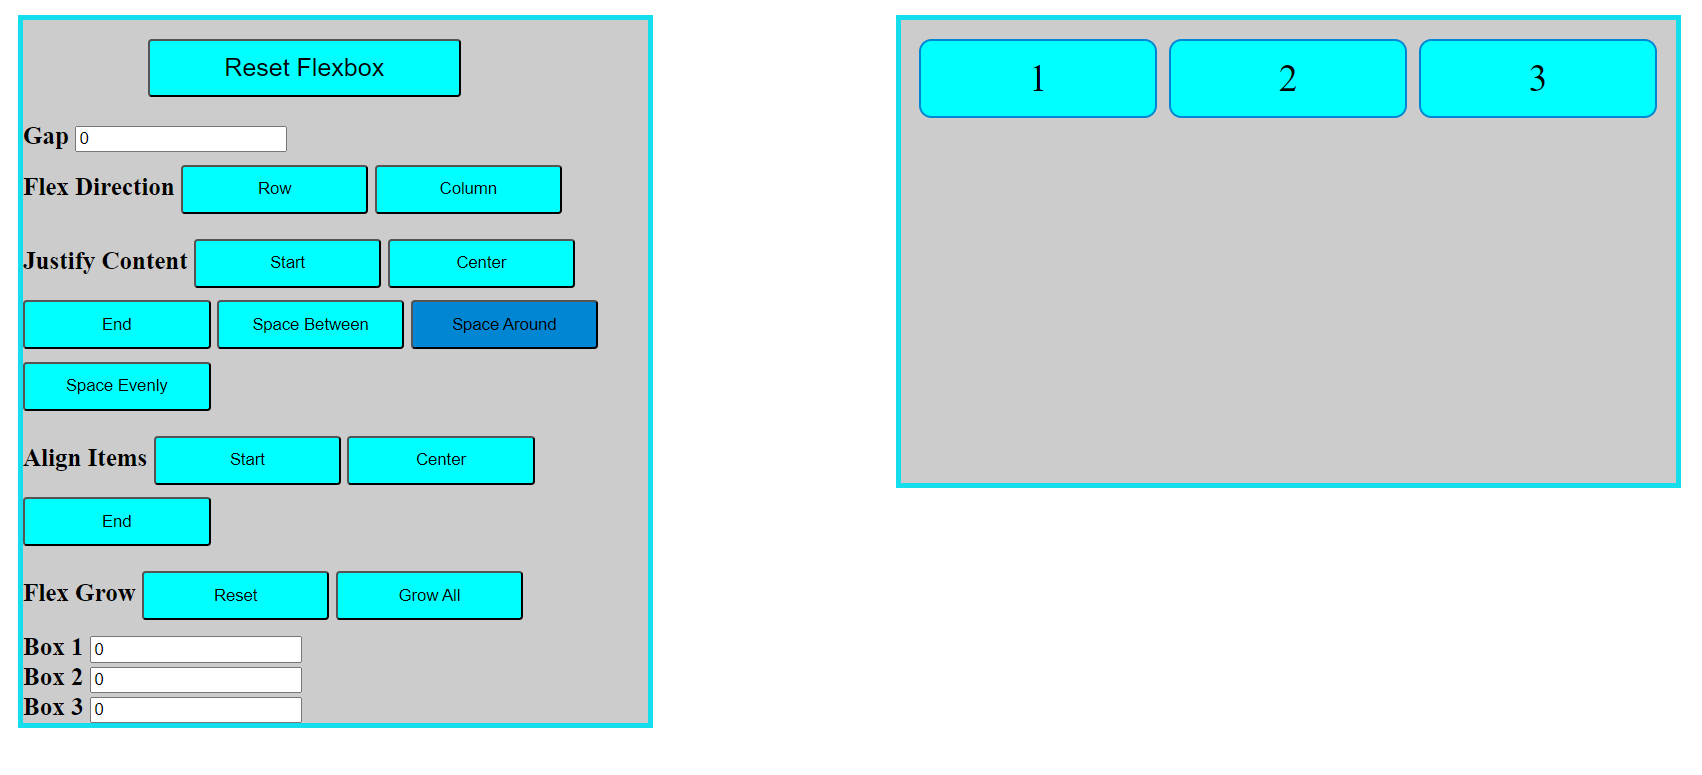 Reset Flexbox
Gap 0
Flex Direction Row Column
Justify Content Start Center
End Space Between Space Around
Space Evenly
Align Items Start Center
End
Flex Grow Reset Grow All
Box 1 0
Box 2 0
Box 3 0
1 2 3